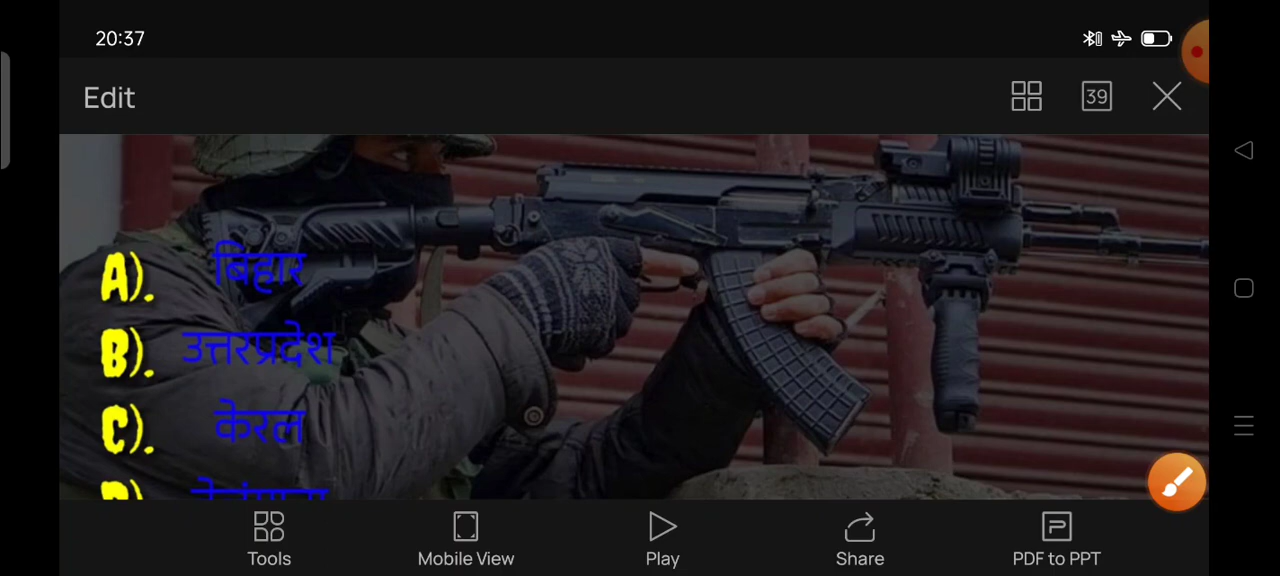 20:37
Edit
39
A). बिहार
B). उत्तरप्रदेश
C). केरल
Tools
Mobile View
Play
Share
PDF to PPT